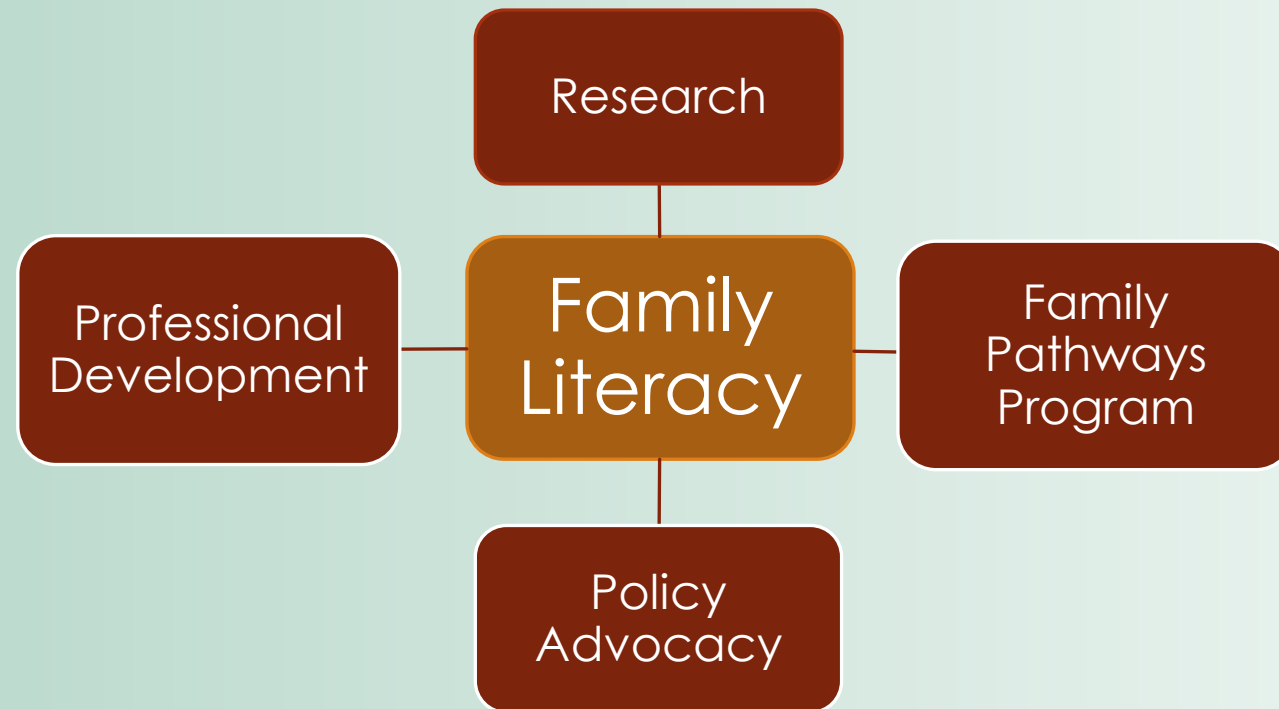 Research
Professional
Development
Family
Literacy
Family
Pathways
Program
Policy
Advocacy